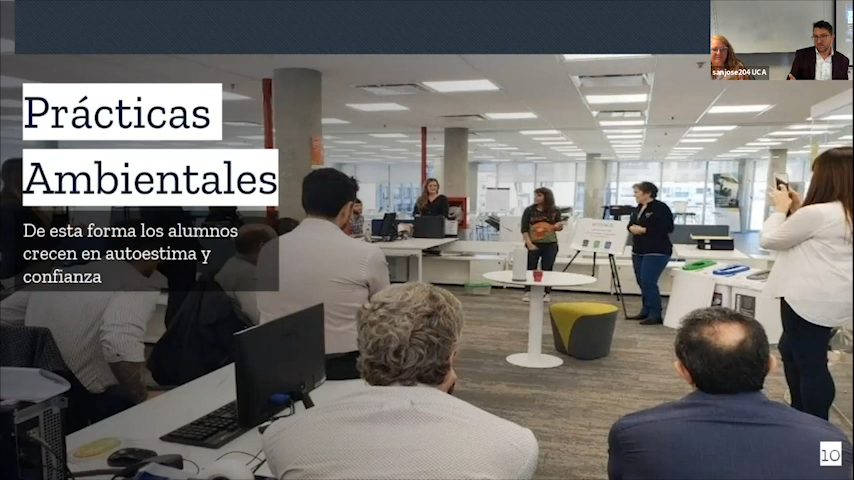 sanjose204 UCA
Prácticas
Ambientales
De esta forma los alumnos
crecen en autoestima y
confianza
10